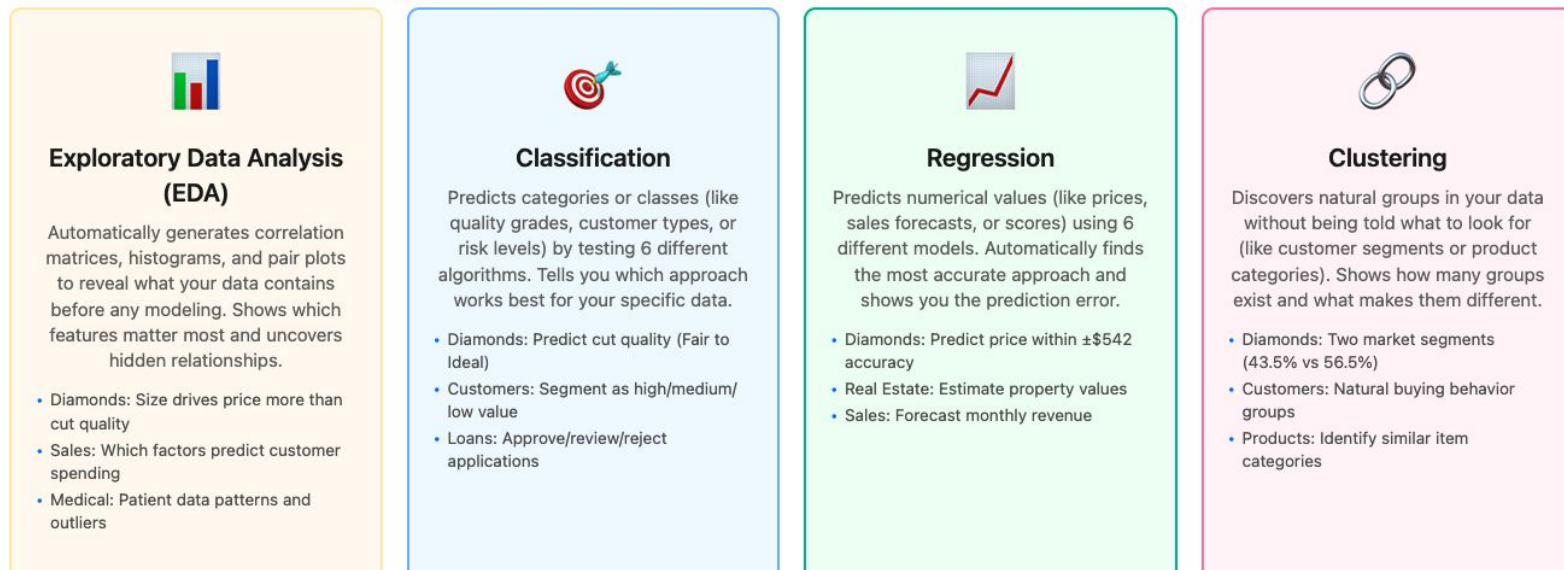 Exploratory Data Analysis
(EDA)
Automatically generates correlation
matrices, histograms, and pair plots
to reveal what your data contains
before any modeling. Shows which
features matter most and uncovers
hidden relationships.
• Diamonds: Size drives price more than
cut quality
• Sales: Which factors predict customer
spending
• Medical: Patient data patterns and
outliers
Classification
Predicts categories or classes (like
quality grades, customer types, or
risk levels) by testing 6 different
algorithms. Tells you which approach
works best for your specific data.
• Diamonds: Predict cut quality (Fair to
Ideal)
• Customers: Segment as high/medium/
low value
• Loans: Approve/review/reject
applications
Regression
Predicts numerical values (like prices,
sales forecasts, or scores) using 6
different models. Automatically finds
the most accurate approach and
shows you the prediction error.
• Diamonds: Predict price within ±$542
accuracy
• Real Estate: Estimate property values
• Sales: Forecast monthly revenue
Clustering
Discovers natural groups in your data
without being told what to look for
(like customer segments or product
categories). Shows how many groups
exist and what makes them different.
• Diamonds: Two market segments
(43.5% vs 56.5%)
• Customers: Natural buying behavior
groups
• Products: Identify similar item
categories